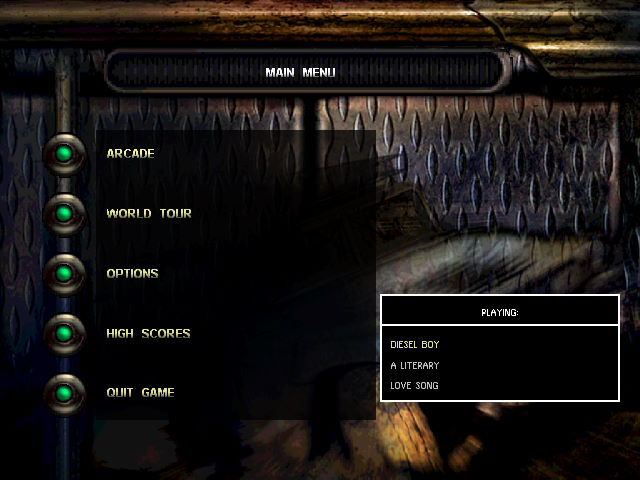 MAIN MENU
ARCADE
WORLD TOUR
OPTIONS
HIGH SCORES
QUIT GAME
PLAYING:
DIESEL BOY
A LITERARY
LOVE SONG